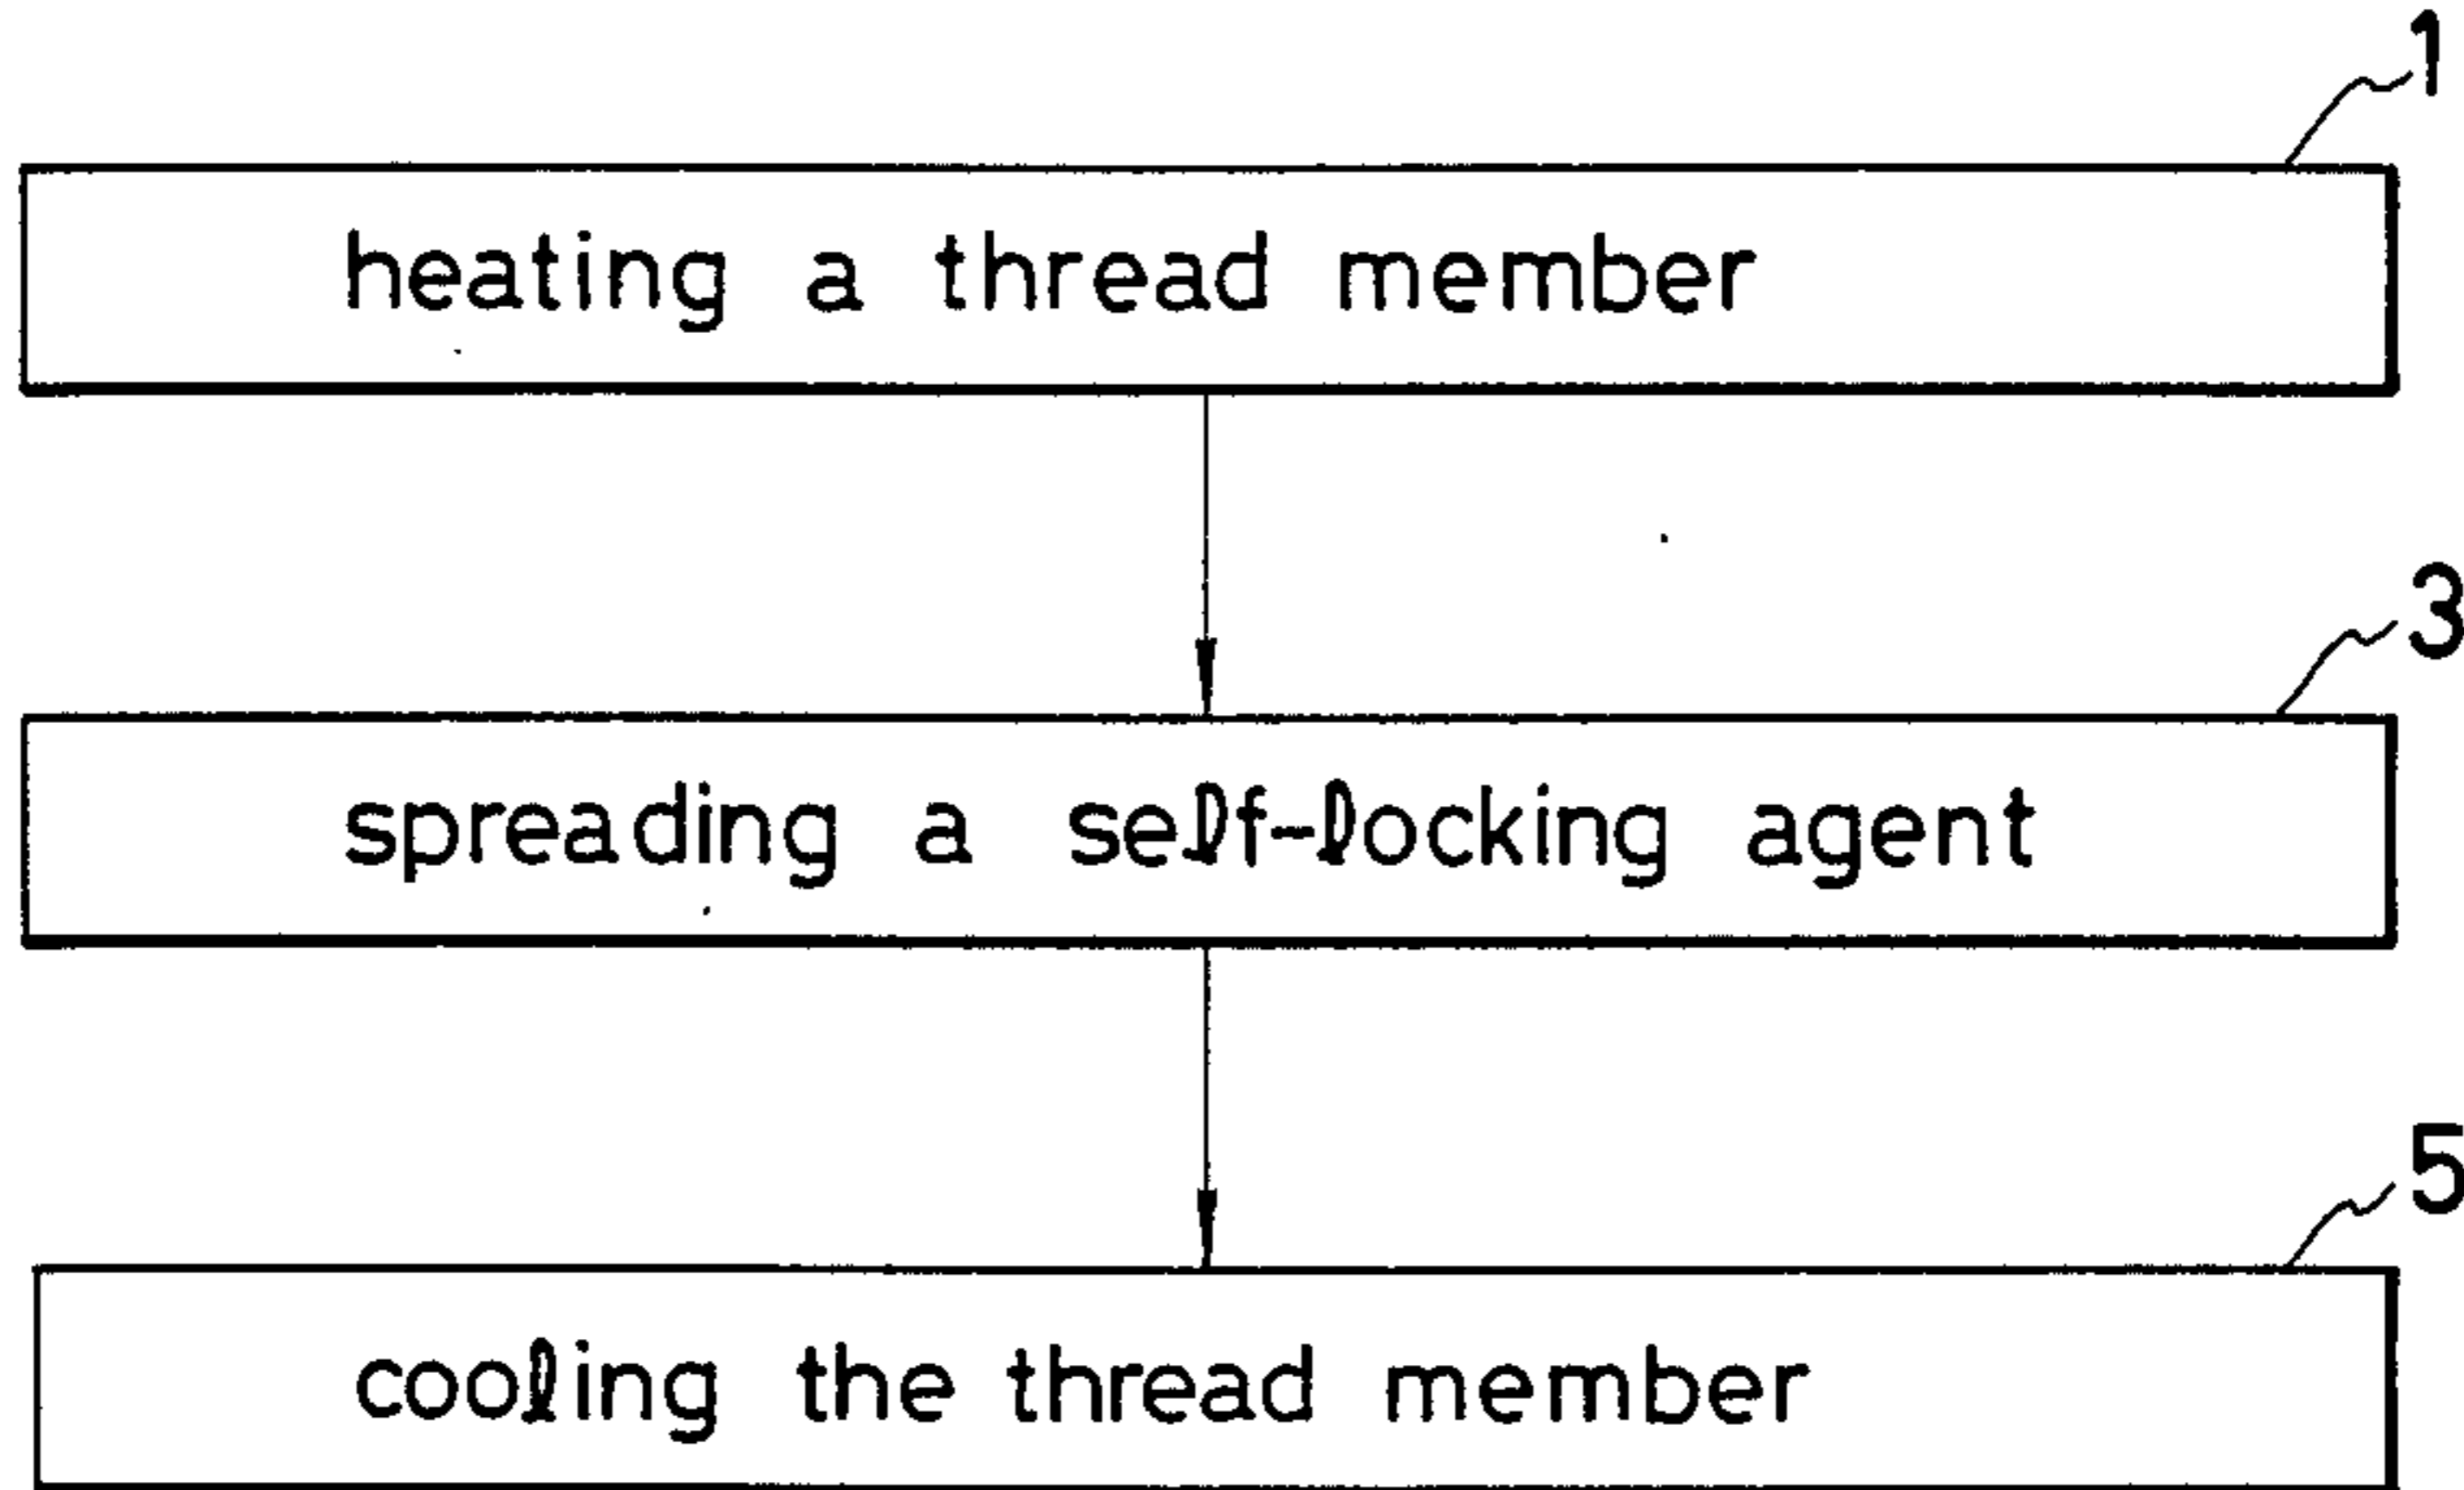 1
heating a thread member
3
spreading a self-locking agent
5
cooling the thread member